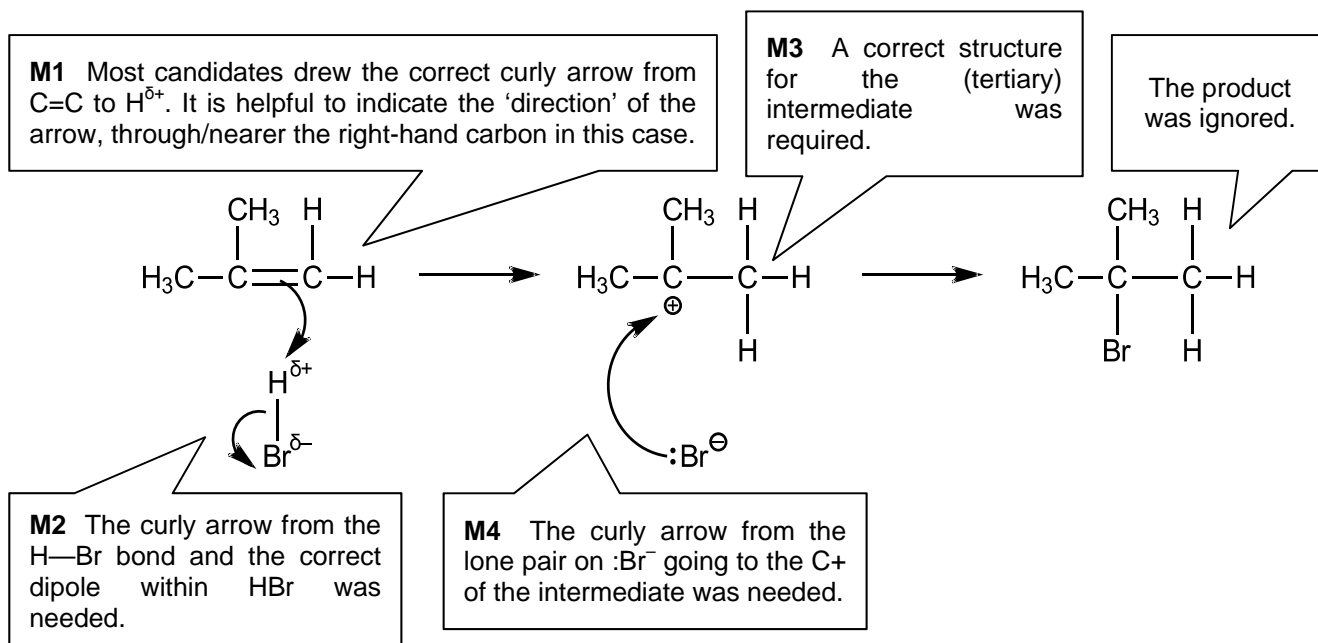 M1 Most candidates drew the correct curly arrow from
C=C to Hδ+. It is helpful to indicate the ‘direction’ of the
arrow, through/nearer the right-hand carbon in this case.
M3 A correct structure
for the (tertiary)
intermediate was
required.
The product
was ignored.
CH3 H
H3C C C H
Hδ+
Brδ–
CH3 H
H3C C C H
⊕
H
:Br⊖
CH3 H
H3C C C H
Br H
M2 The curly arrow from the
H—Br bond and the correct
dipole within HBr was
needed.
M4 The curly arrow from the
lone pair on :Br– going to the C+
of the intermediate was needed.